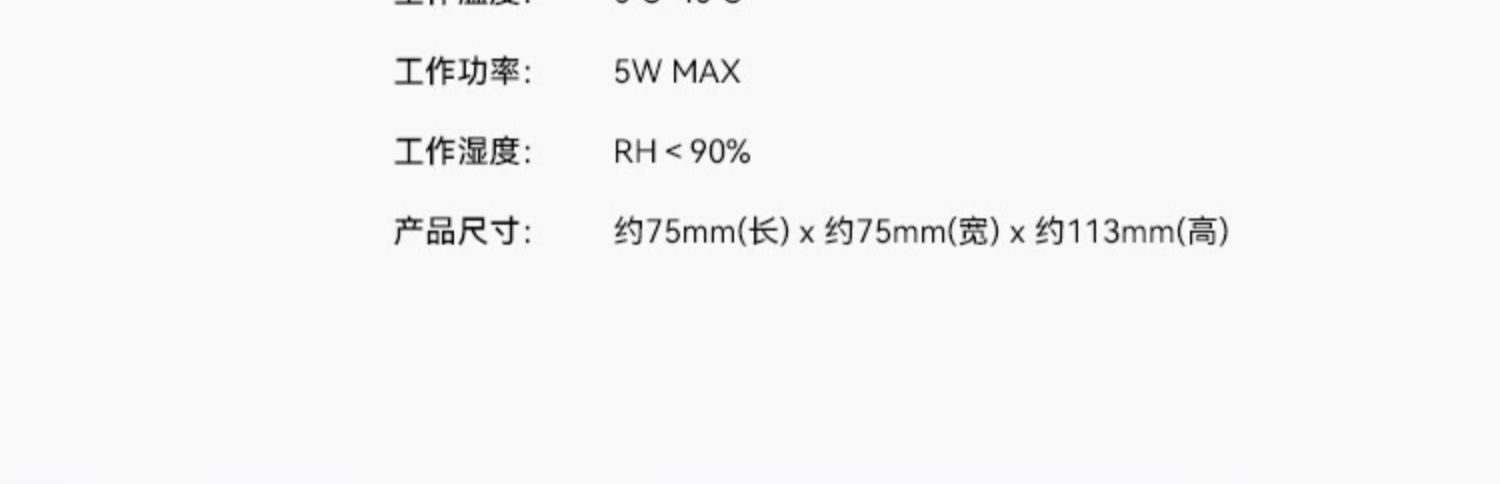 工作功率: 5W MAX
工作湿度: RH < 90%
产品尺寸: 约75mm(长) x 约75mm(宽) x 约113mm(高)